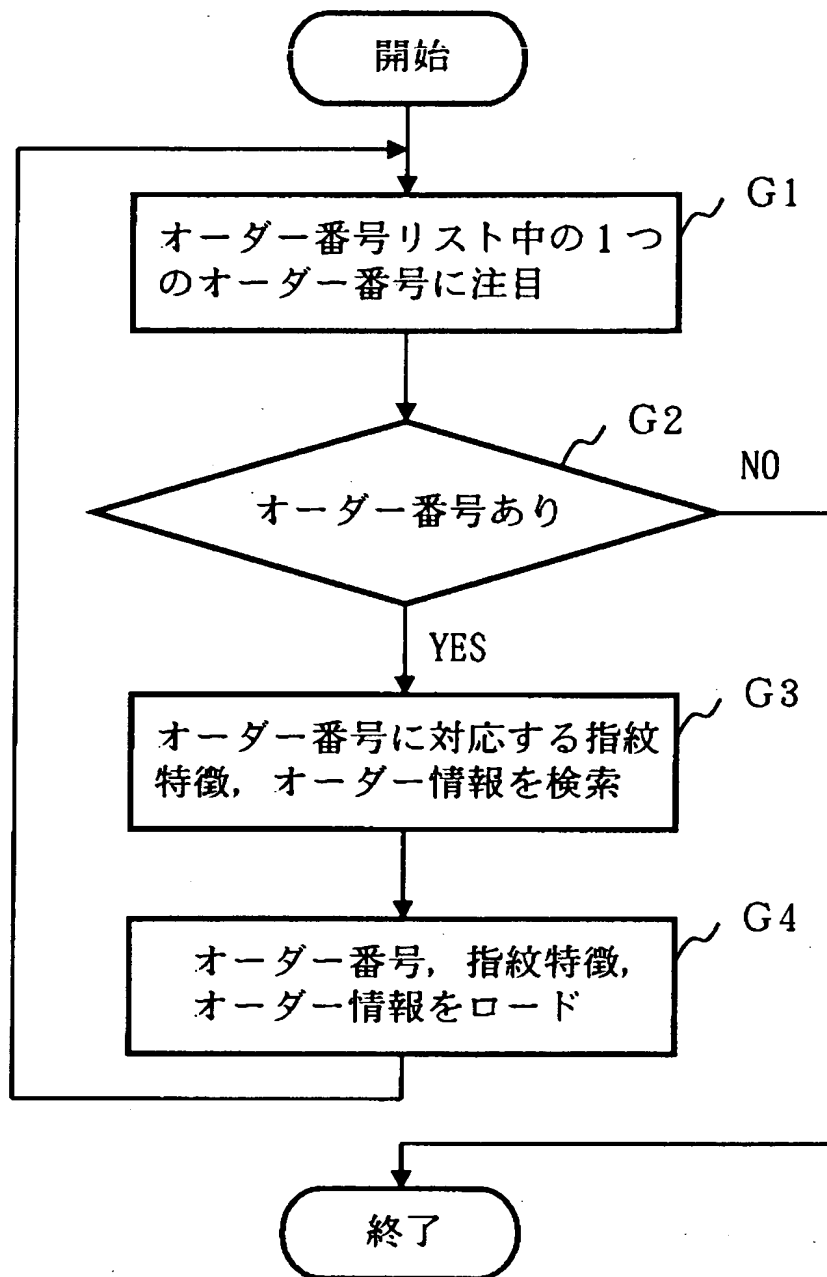 開始
G1
オーダー番号リスト中の1つ
のオーダー番号に注目
G2
NO
オーダー番号あり
YES
G3
オーダー番号に対応する指紋
特徴，オーダー情報を検索
G4
オーダー番号，指紋特徴，
オーダー情報をロード
終了